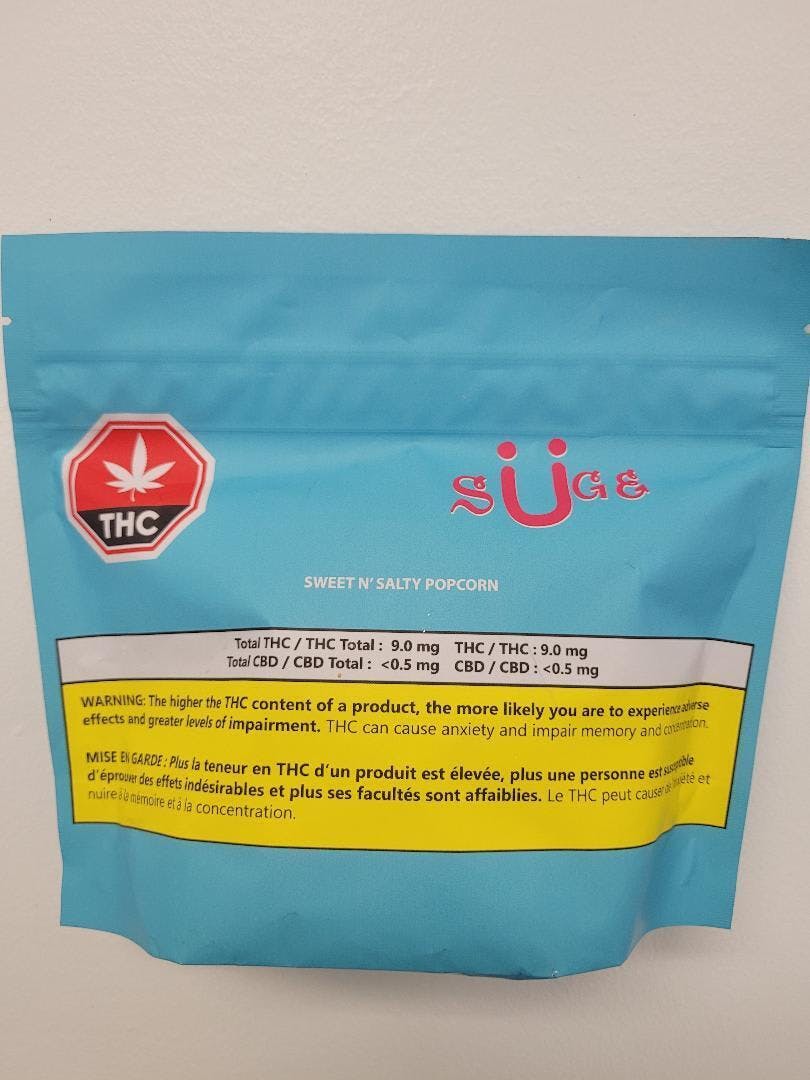 THC
SÜGE
SWEET N' SALTY POPCORN
Total THC / THC Total : 9.0 mg THC / THC : 9.0 mg
Total CBD / CBD Total : <0.5 mg CBD / CBD : <0.5 mg
WARNING: The higher the THC content of a product, the more likely you are to experience adverse
effects and greater levels of impairment. THC can cause anxiety and impair memory and concentration.
MISE EN GARDE : Plus la teneur en THC d'un produit est élevée, plus une personne est susceptible
d'éprouver des effets indésirables et plus ses facultés sont affaiblies. Le THC peut causer de l'anxiété et
nuire à la mémoire et à la concentration.